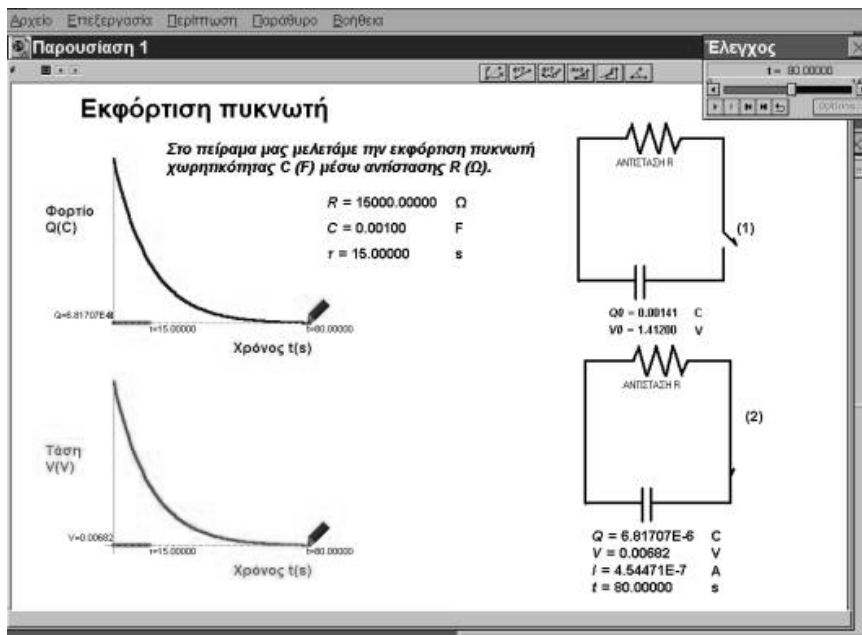 Αρχείο Επεξεργασία Περίπτωση Παράθυρο Βοήθεια
Παρουσίαση 1
Έλεγχος
t = 80.00000
Εκφόρτιση πυκνωτή
Στο πείραμα μας μελετάμε την εκφόρτιση πυκνωτή
χωρητικότητας C (F) μέσω αντίστασης R (Ω).
R = 15000.00000 Ω
C = 0.00100 F
τ = 15.00000 s
Φορτίο
Q(C)
τ=15.00000
t=80.00000
Χρόνος t(s)
ΑΝΤΙΣΤΑΣΗ R
(1)
Q0 = 0.00141 C
V0 = 1.41200 V
Τάση
V(V)
V=0.00682
τ=15.00000
t=80.00000
Χρόνος t(s)
ΑΝΤΙΣΤΑΣΗ R
(2)
Q = 6.81707E-6 C
V = 0.00682 V
I = 4.54471E-7 A
t = 80.00000 s